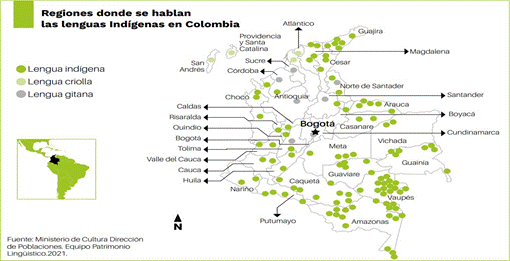 Regiones donde se hablan
las lenguas Indígenas en Colombia
Lengua indígena
Lengua criolla
Lengua gitana
Atlántico
Providencia
y Santa
Catalina
San
Andrés
Sucre
Córdoba
Guajira
Magdalena
Cesar
Norte de Santader
Chocó
Antioquia
Santander
Arauca
Caldas
Risaralda
Quindio
Bogotá
Tolima
Valle del Cauca
Cauca
Huila
Bogotá
Boyacá
Casanare
Cundinamarca
Meta
Vichada
Guainía
Guaviare
Nariño
Caquetá
Vaupés
Putumayo
Amazonas
N
Fuente: Ministerio de Cultura Dirección
de Poblaciones. Equipo Patrimonio
Lingüístico.2021.